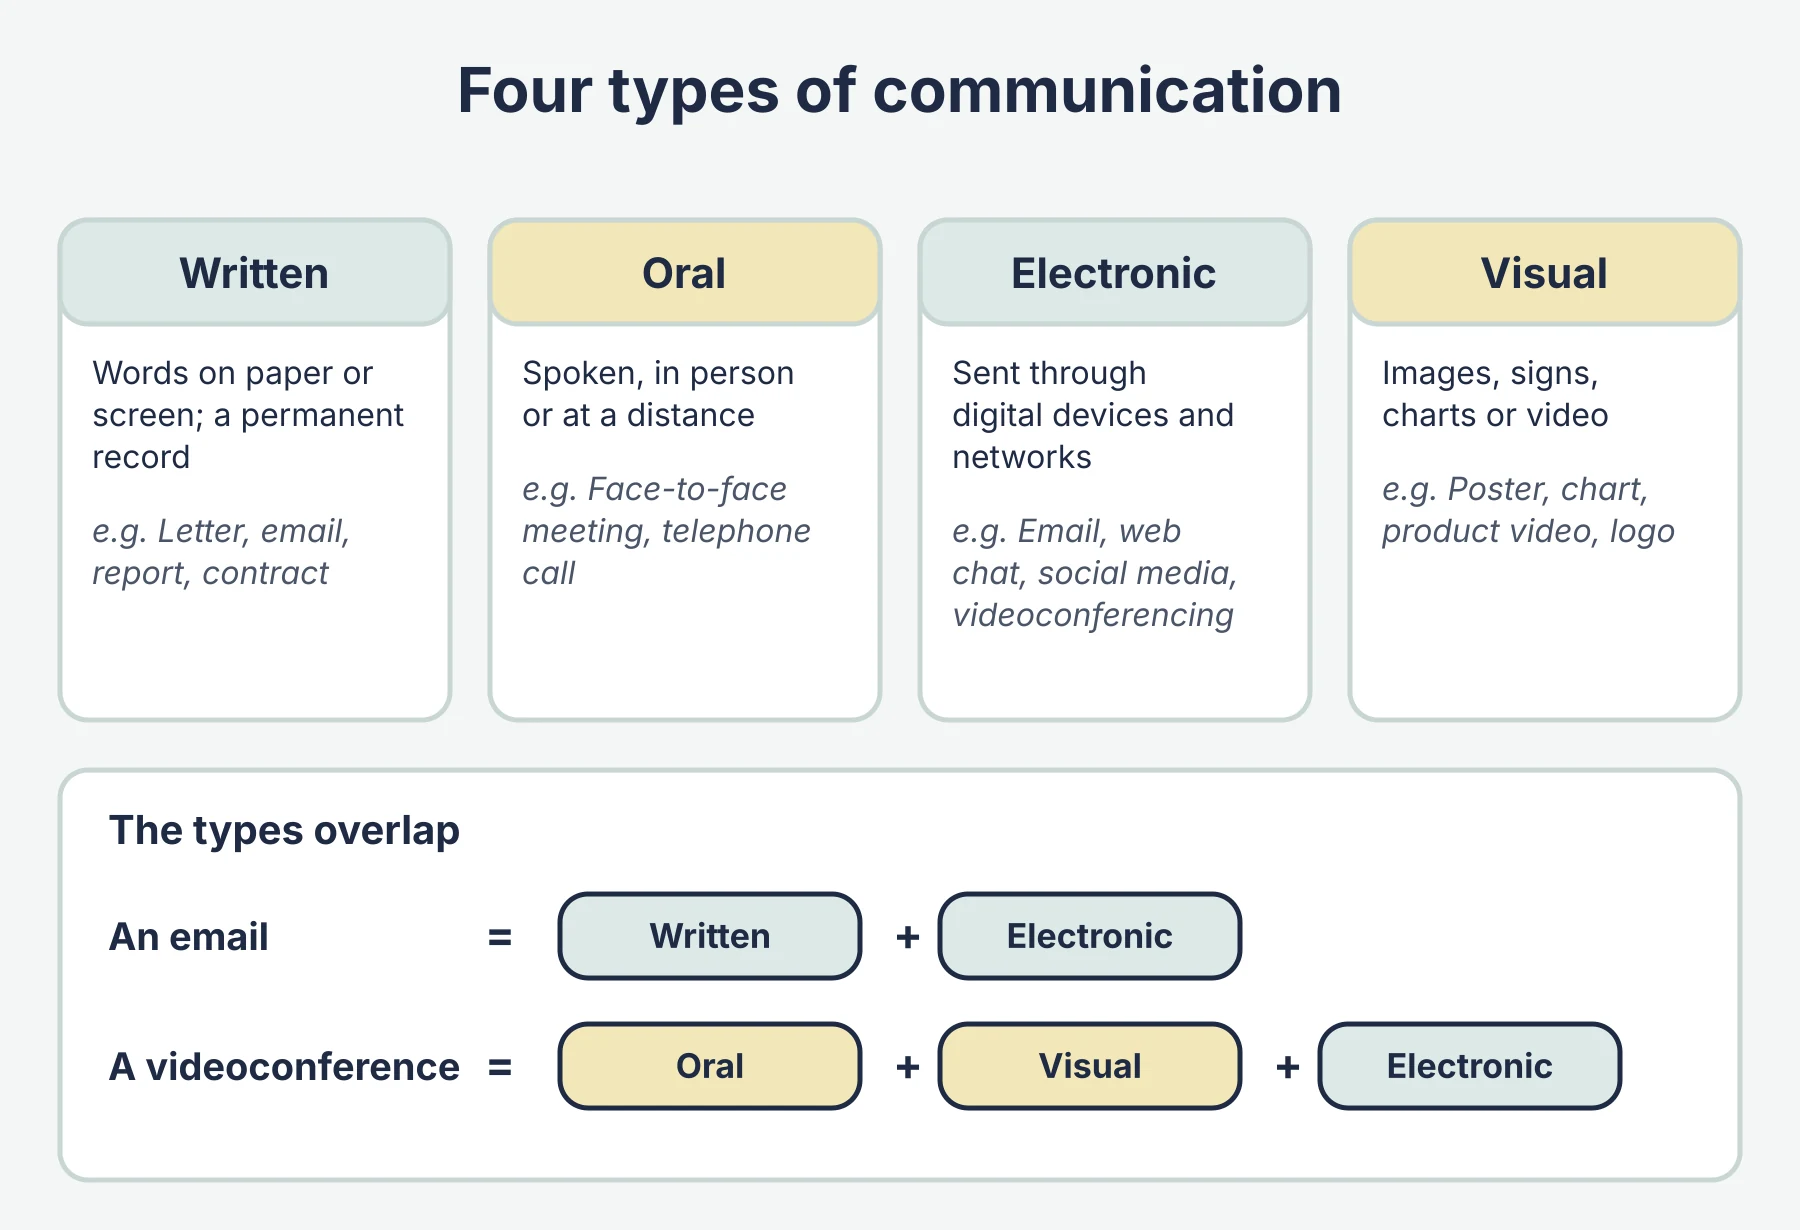 Four types of communication
Written
Words on paper or
screen; a permanent
record
e.g. Letter, email,
report, contract
Oral
Spoken, in person
or at a distance
e.g. Face-to-face
meeting, telephone
call
Electronic
Sent through
digital devices and
networks
e.g. Email, web
chat, social media,
videoconferencing
Visual
Images, signs,
charts or video
e.g. Poster, chart,
product video, logo
The types overlap
An email = Written + Electronic
A videoconference = Oral + Visual + Electronic